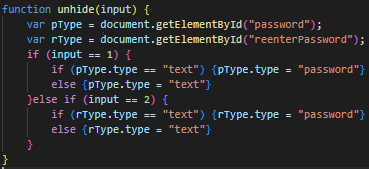 function unhide(input) {
    var pType = document.getElementById("password");
    var rType = document.getElementById("reenterPassword");
    if (input == 1) {
        if (pType.type == "text") {pType.type = "password"}
        else {pType.type = "text"}
    }else if (input == 2) {
        if (rType.type == "text") {rType.type = "password"}
        else {rType.type = "text"}
    }
}